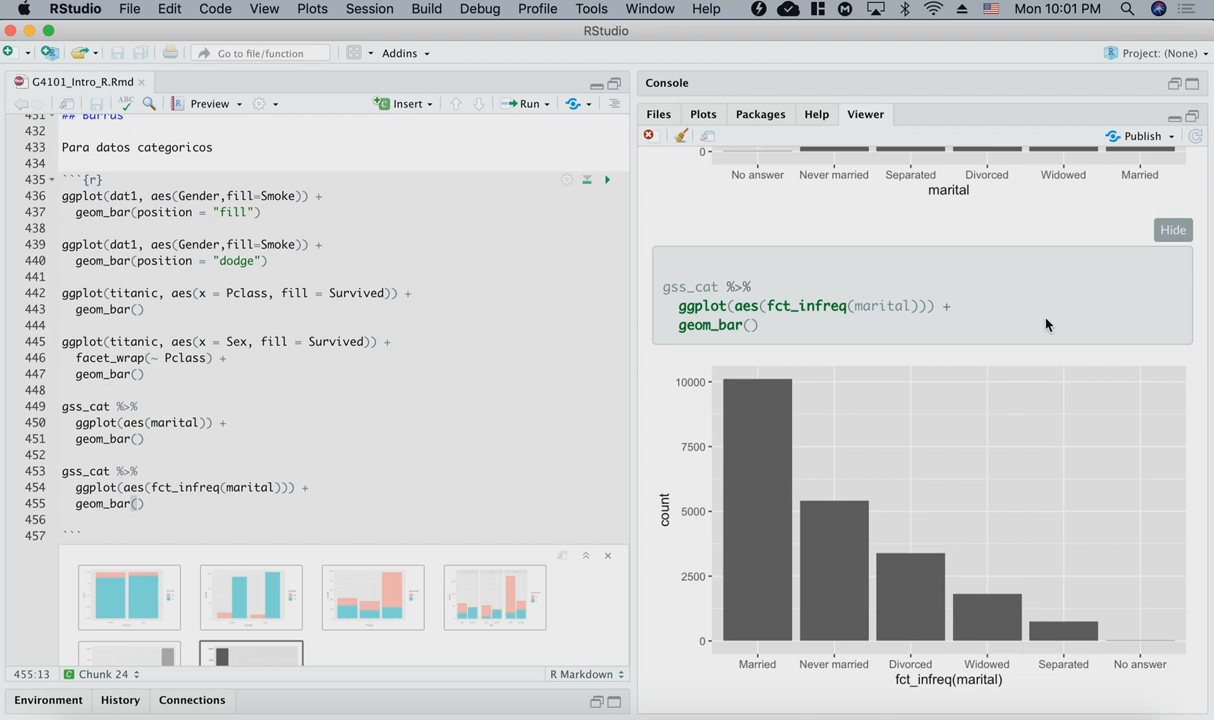 RStudio File Edit Code View Plots Session Build Debug Profile Tools Window Help Mon 10:01 PM
RStudio
Go to file/function Addins Project: (None)
G4101_Intro_R.Rmd
ABC Preview Insert Run
431 ## Barras
432
433 Para datos categoricos
434
435 ```{r}
436 ggplot(dat1, aes(Gender,fill=Smoke)) +
437 geom_bar(position = "fill")
438
439 ggplot(dat1, aes(Gender,fill=Smoke)) +
440 geom_bar(position = "dodge")
441
442 ggplot(titanic, aes(x = Pclass, fill = Survived)) +
443 geom_bar()
444
445 ggplot(titanic, aes(x = Sex, fill = Survived)) +
446 facet_wrap(~ Pclass) +
447 geom_bar()
448
449 gss_cat %>%
450 ggplot(aes(marital)) +
451 geom_bar()
452
453 gss_cat %>%
454 ggplot(aes(fct_infreq(marital))) +
455 geom_bar()
456
457 ```
455:13 Chunk 24 R Markdown
Environment History Connections
Console
Files Plots Packages Help Viewer
Publish
0
No answer Never married Separated Divorced Widowed Married
marital
Hide
gss_cat %>%
ggplot(aes(fct_infreq(marital))) +
geom_bar()
10000
7500
5000
2500
0
count
Married Never married Divorced Widowed Separated No answer
fct_infreq(marital)